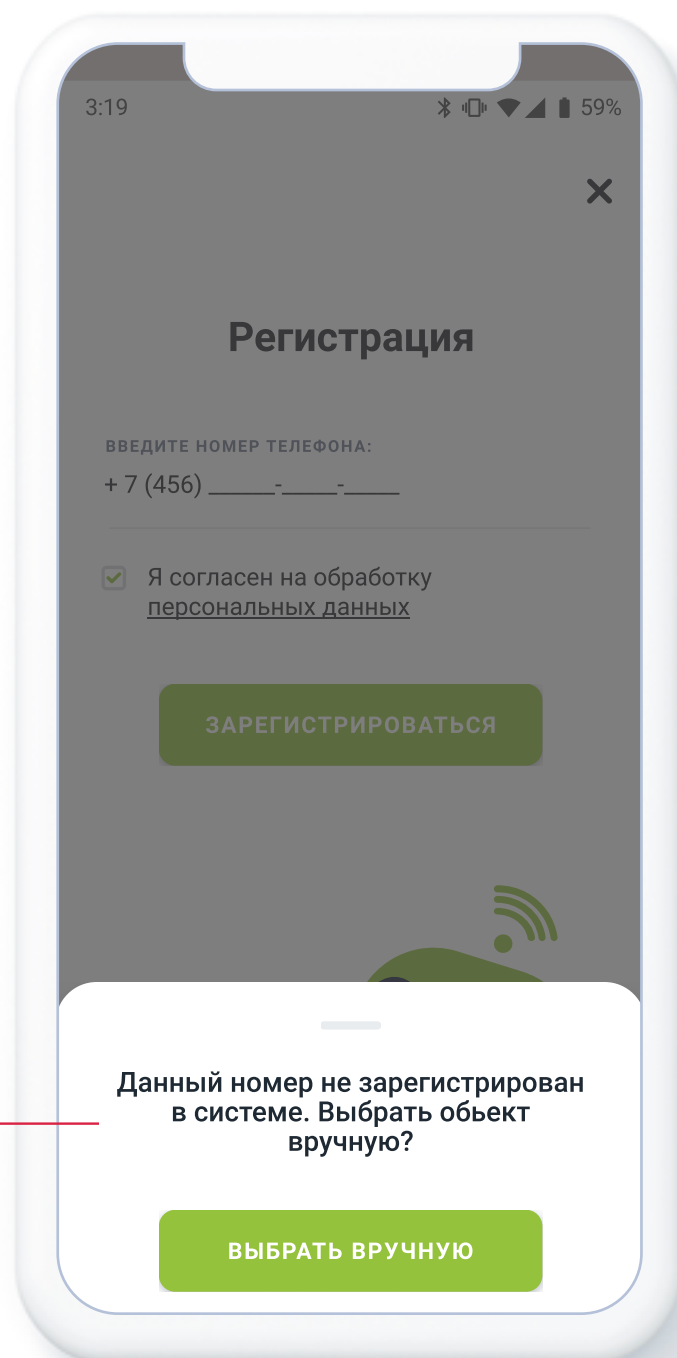 3:19 59%
Регистрация
ВВЕДИТЕ НОМЕР ТЕЛЕФОНА:
+ 7 (456) ______-_____-_____
Я согласен на обработку
персональных данных
ЗАРЕГИСТРИРОВАТЬСЯ
Данный номер не зарегистрирован
в системе. Выбрать обьект
вручную?
ВЫБРАТЬ ВРУЧНУЮ